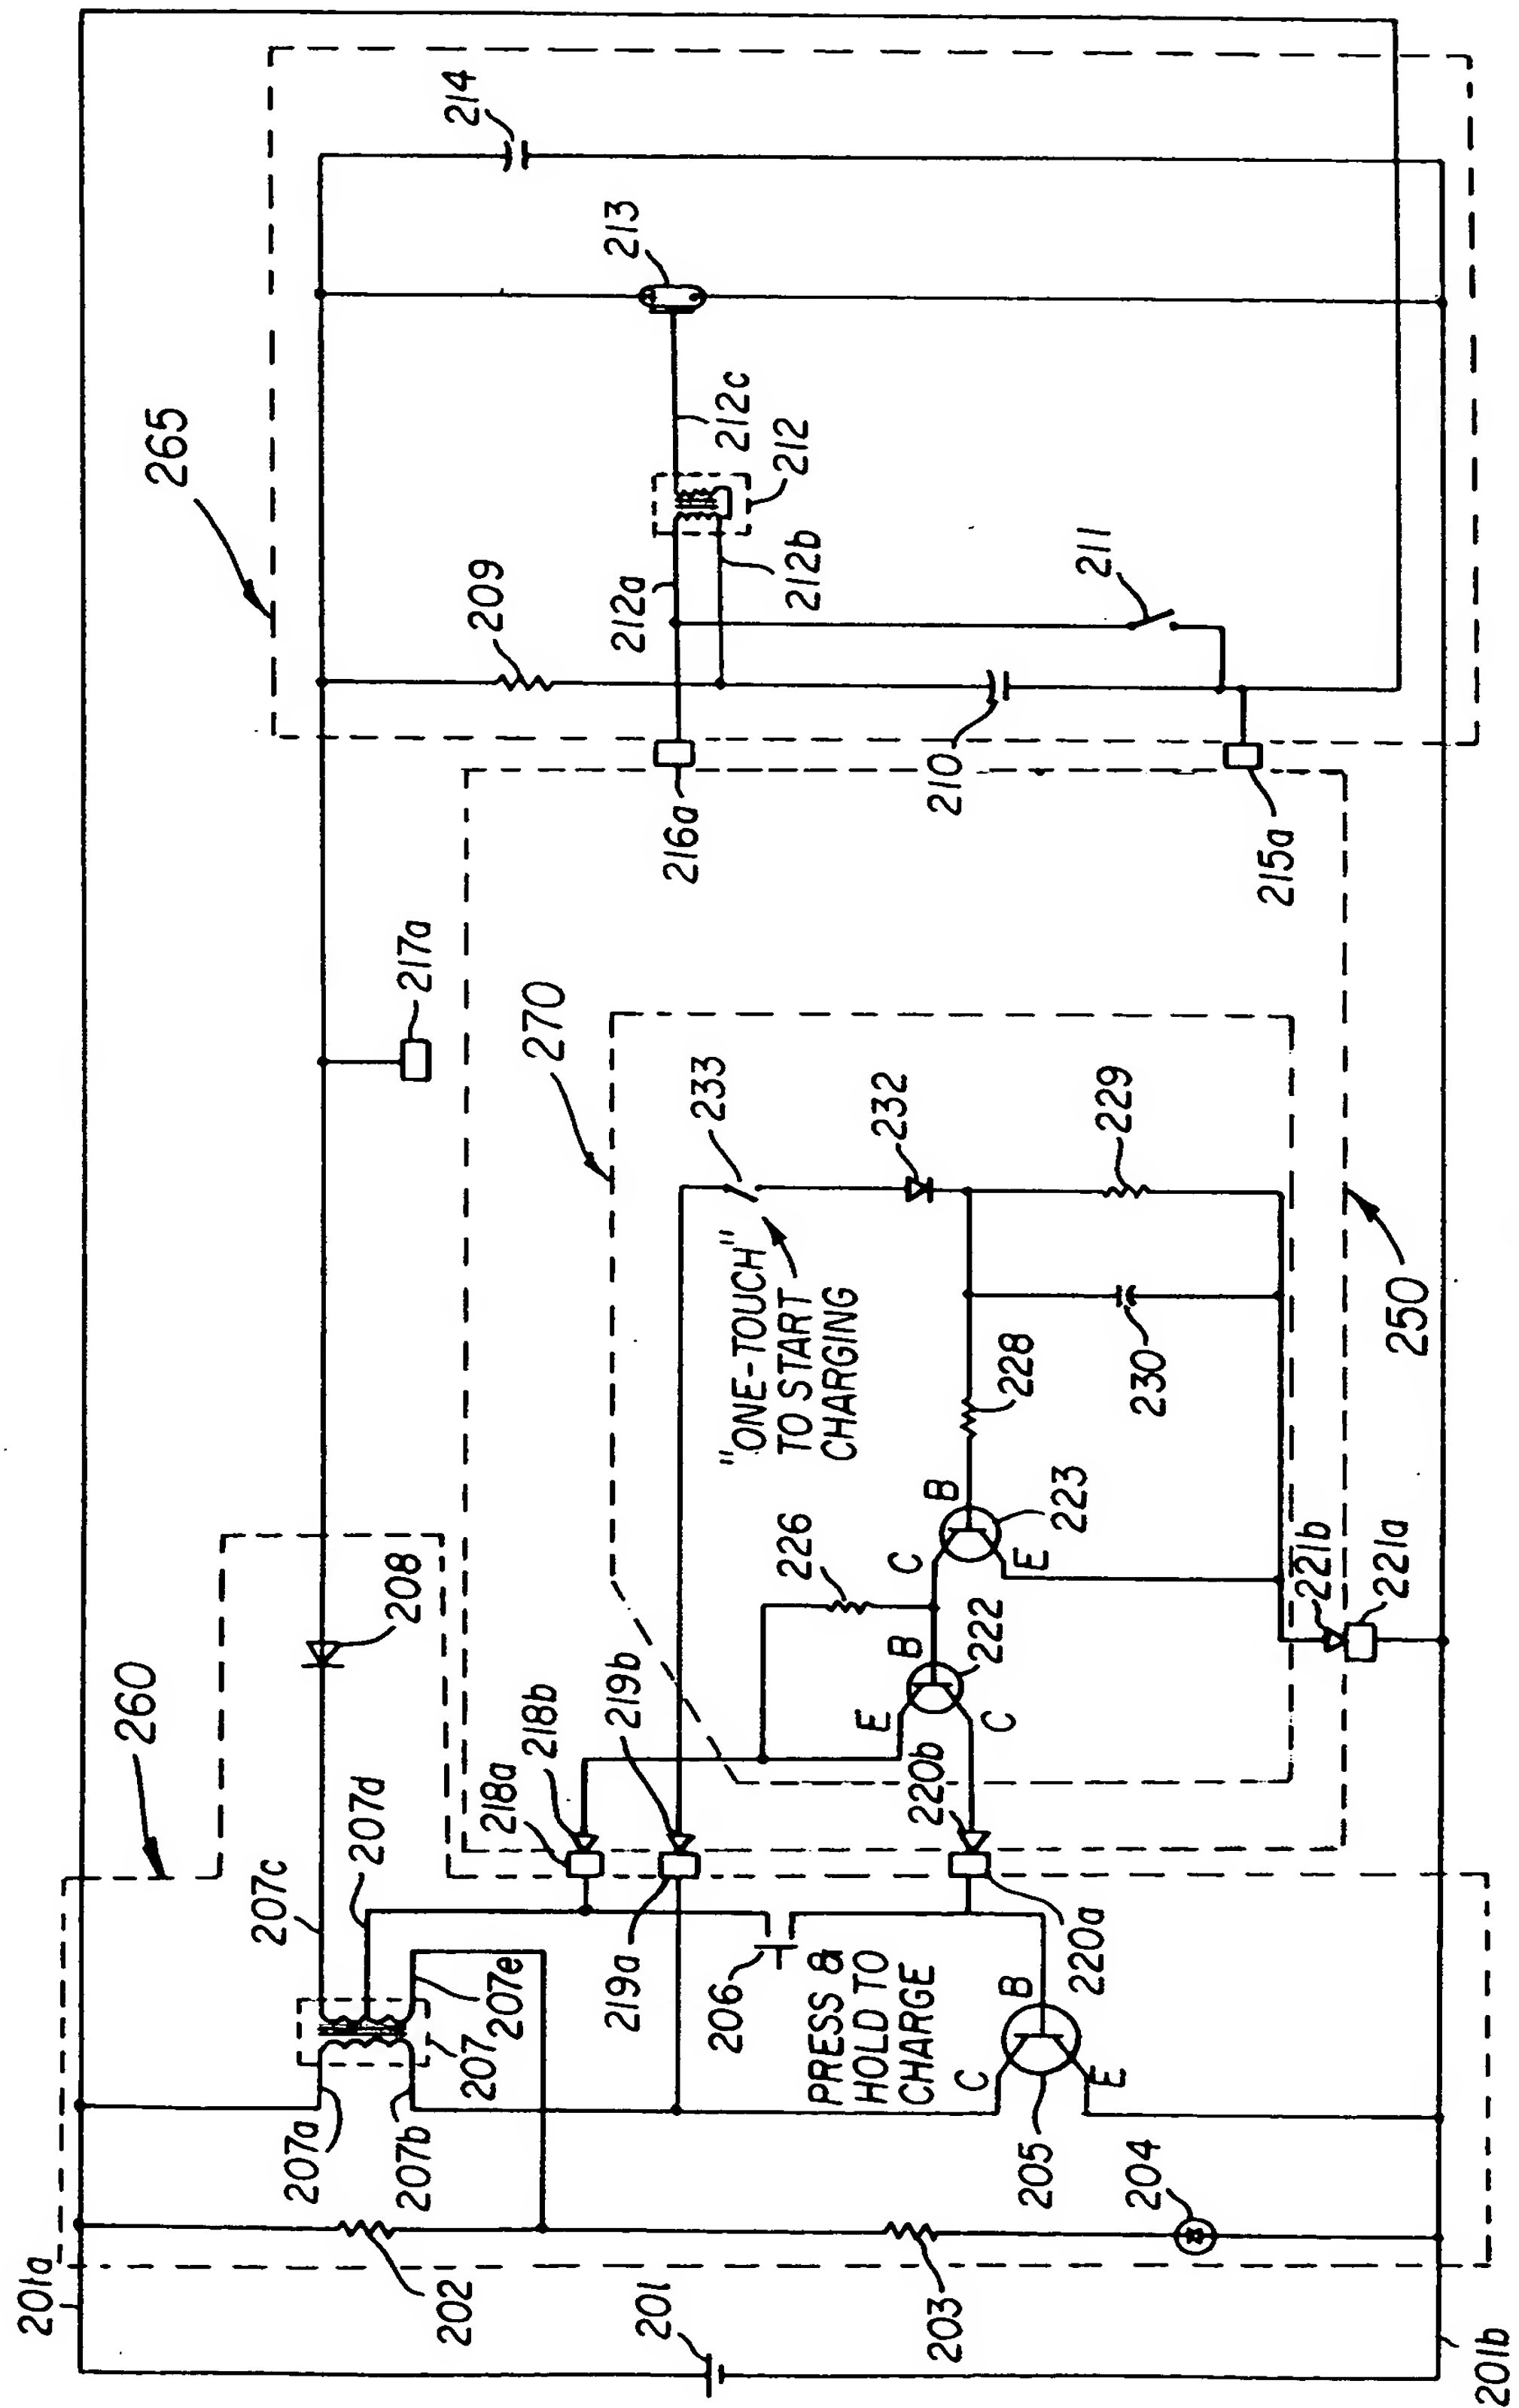 201a
201
201b
202
203
204
260
207a
207b
207
207c
207d
207e
205
C
B
E
206
PRESS &
HOLD TO
CHARGE
208
218a
218b
219a
219b
220a
220b
E
B
C
222
226
C
B
E
223
221b
221a
228
230
229
232
233
"ONE-TOUCH"
TO START
CHARGING
270
250
217a
265
216a
215a
210
209
211
212a
212b
212
212c
213
214